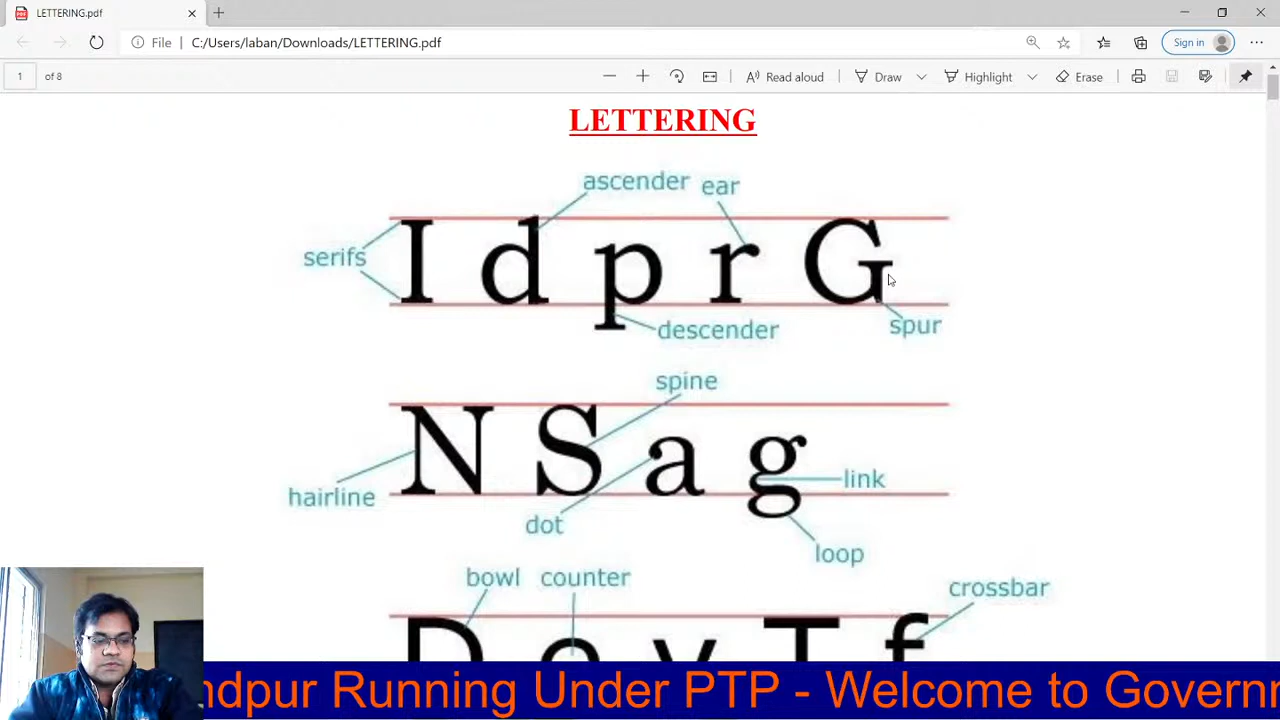 LETTERING.pdf
File C:/Users/laban/Downloads/LETTERING.pdf Sign in
1 of 8 Read aloud Draw Highlight Erase
LETTERING
ascender ear
serifs I d p r G
descender spur
spine
N S a g
hairline link
dot
loop
bowl counter crossbar
D e v T f
ndpur Running Under PTP - Welcome to Governm